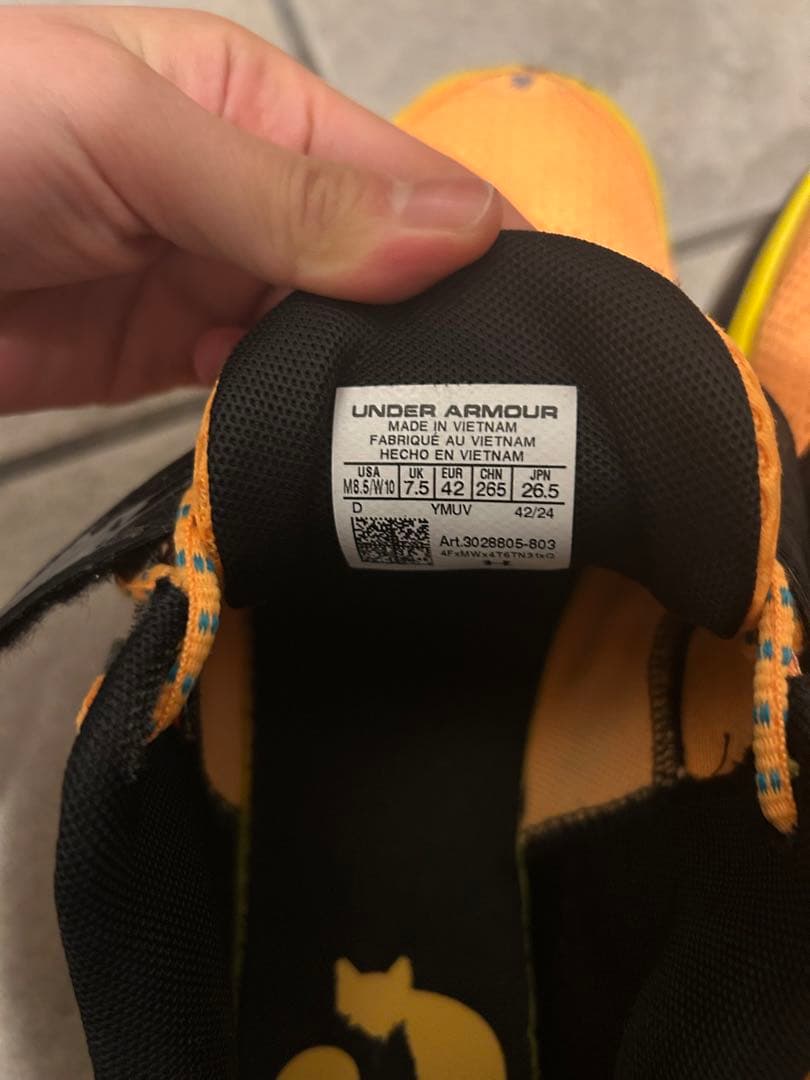 UNDER ARMOUR
MADE IN VIETNAM
FABRIQUÉ AU VIETNAM
HECHO EN VIETNAM
USA UK EUR CHN JPN
M8.5/W10 7.5 42 265 26.5
D YMUV 42/24
Art.3028805-803